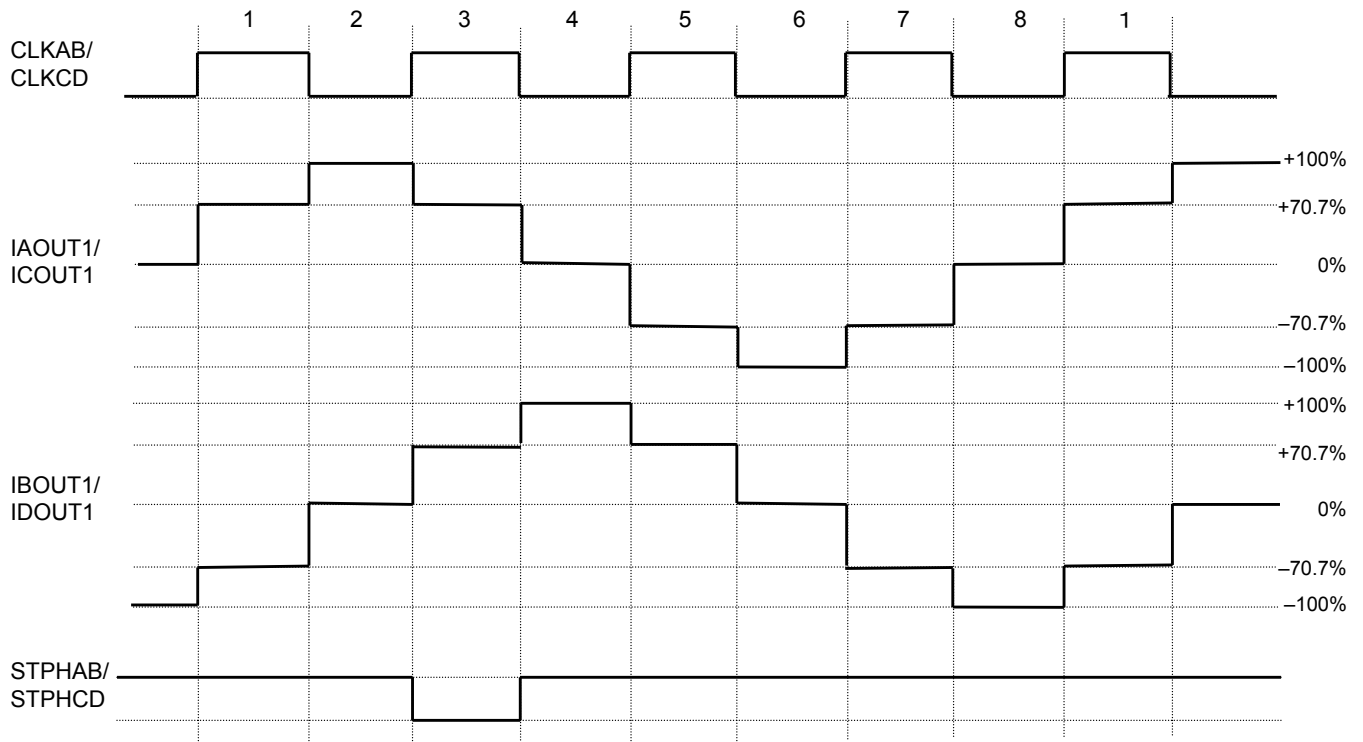 1 2 3 4 5 6 7 8 1
CLKAB/
CLKCD
+100%
+70.7%
IAOUT1/
ICOUT1
0%
–70.7%
–100%
+100%
+70.7%
IBOUT1/
IDOUT1
0%
–70.7%
–100%
STPHAB/
STPHCD